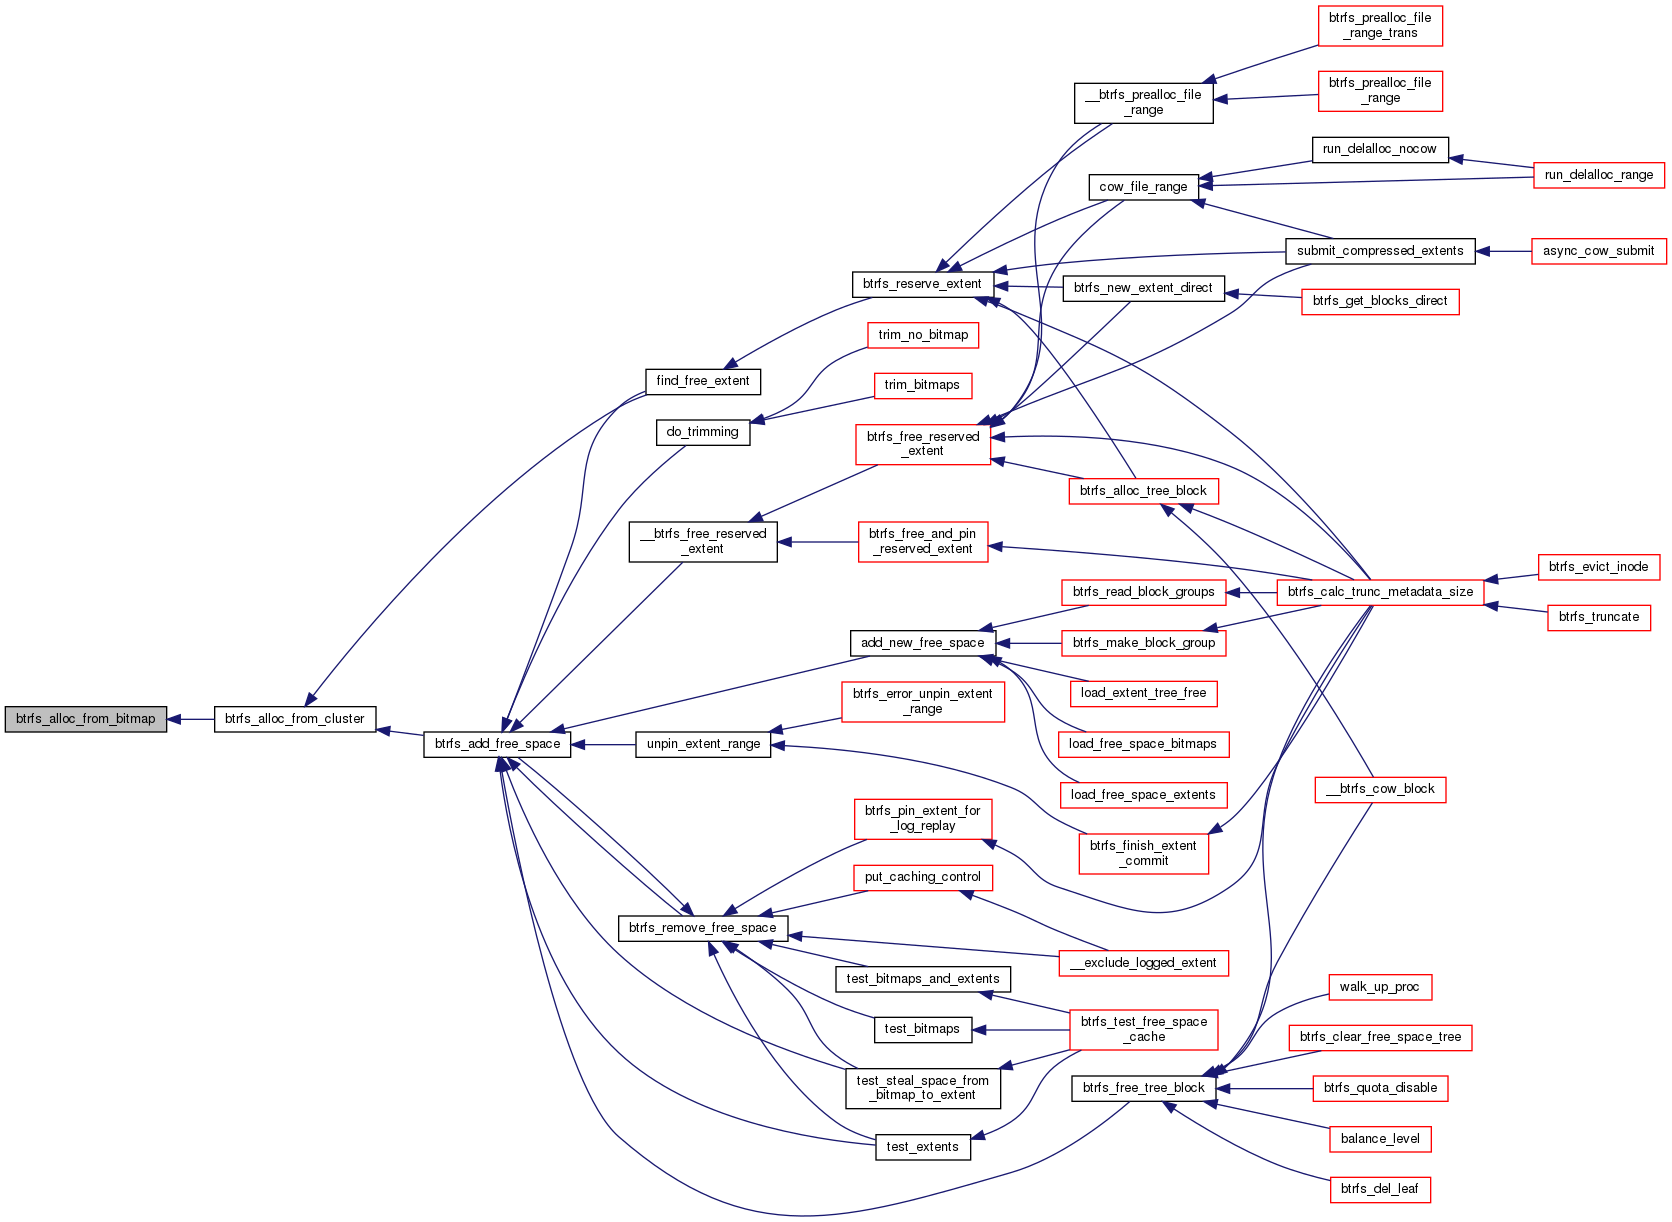 btrfs_prealloc_file
_range_trans
btrfs_prealloc_file
_range
__btrfs_prealloc_file
_range
run_delalloc_nocow
run_delalloc_range
cow_file_range
submit_compressed_extents
async_cow_submit
btrfs_reserve_extent
btrfs_new_extent_direct
btrfs_get_blocks_direct
trim_no_bitmap
find_free_extent
trim_bitmaps
do_trimming
btrfs_free_reserved
_extent
btrfs_alloc_tree_block
__btrfs_free_reserved
_extent
btrfs_free_and_pin
_reserved_extent
btrfs_evict_inode
btrfs_read_block_groups
btrfs_calc_trunc_metadata_size
btrfs_truncate
add_new_free_space
btrfs_make_block_group
load_extent_tree_free
btrfs_error_unpin_extent
_range
btrfs_alloc_from_bitmap
btrfs_alloc_from_cluster
btrfs_add_free_space
unpin_extent_range
load_free_space_bitmaps
load_free_space_extents
__btrfs_cow_block
btrfs_pin_extent_for
_log_replay
btrfs_finish_extent
_commit
put_caching_control
btrfs_remove_free_space
__exclude_logged_extent
test_bitmaps_and_extents
walk_up_proc
test_bitmaps
btrfs_test_free_space
_cache
btrfs_clear_free_space_tree
test_steal_space_from
_bitmap_to_extent
btrfs_free_tree_block
btrfs_quota_disable
test_extents
balance_level
btrfs_del_leaf